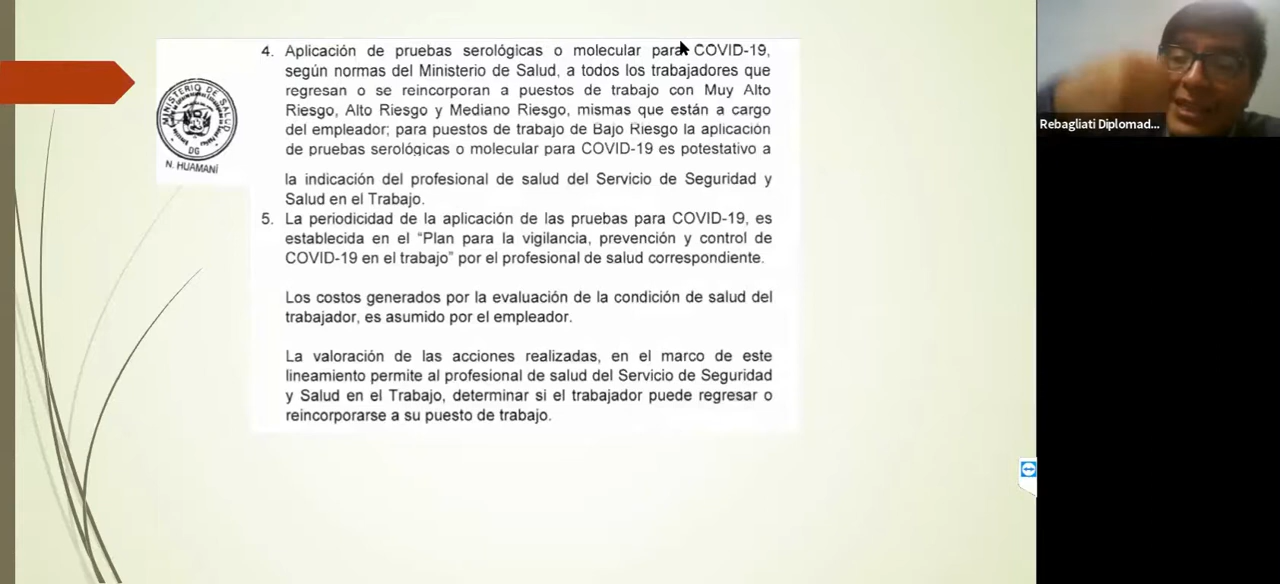 4. Aplicación de pruebas serológicas o molecular para COVID-19,
según normas del Ministerio de Salud, a todos los trabajadores que
regresan o se reincorporan a puestos de trabajo con Muy Alto
Riesgo, Alto Riesgo y Mediano Riesgo, mismas que están a cargo
del empleador; para puestos de trabajo de Bajo Riesgo la aplicación
de pruebas serológicas o molecular para COVID-19 es potestativo a
la indicación del profesional de salud del Servicio de Seguridad y
Salud en el Trabajo.
5. La periodicidad de la aplicación de las pruebas para COVID-19, es
establecida en el “Plan para la vigilancia, prevención y control de
COVID-19 en el trabajo” por el profesional de salud correspondiente.
Los costos generados por la evaluación de la condición de salud del
trabajador, es asumido por el empleador.
La valoración de las acciones realizadas, en el marco de este
lineamiento permite al profesional de salud del Servicio de Seguridad
y Salud en el Trabajo, determinar si el trabajador puede regresar o
reincorporarse a su puesto de trabajo.
MINISTERIO DE SALUD
DG
N. HUAMANÍ
Rebagliati Diplomad...